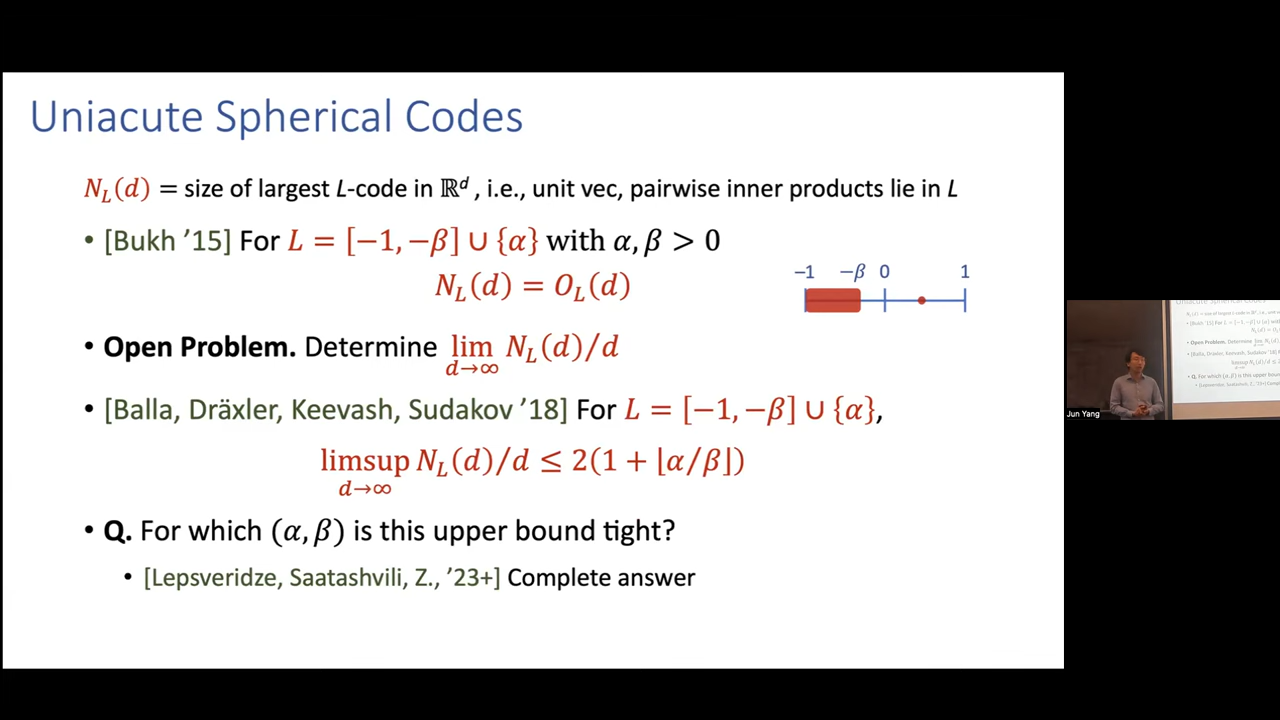 Uniacute Spherical Codes
N_L(d) = size of largest L-code in ℝ^d , i.e., unit vec, pairwise inner products lie in L
• [Bukh ’15] For L = [−1, −β] ∪ {α} with α, β > 0
N_L(d) = O_L(d)
−1 −β 0 1
• Open Problem. Determine lim_{d→∞} N_L(d)/d
• [Balla, Dräxler, Keevash, Sudakov ’18] For L = [−1, −β] ∪ {α},
limsup_{d→∞} N_L(d)/d ≤ 2(1 + ⌊α/β⌋)
• Q. For which (α, β) is this upper bound tight?
• [Lepsveridze, Saatashvili, Z., ’23+] Complete answer
Jun Yang